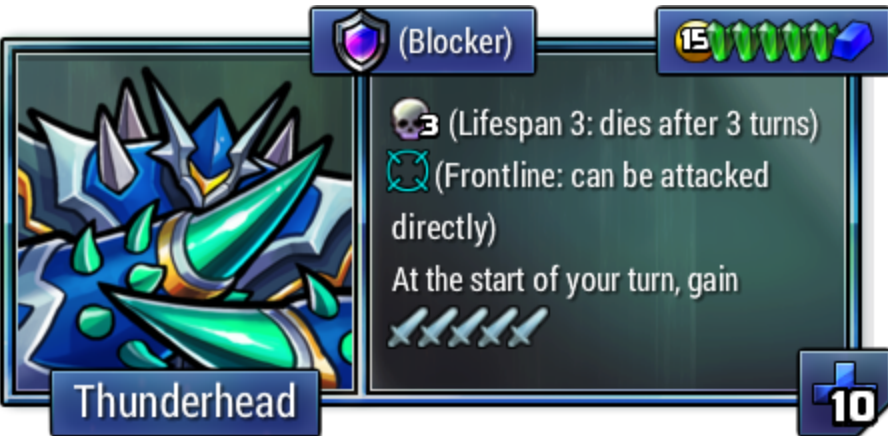 (Blocker)
15
3 (Lifespan 3: dies after 3 turns)
(Frontline: can be attacked
directly)
At the start of your turn, gain
Thunderhead
10